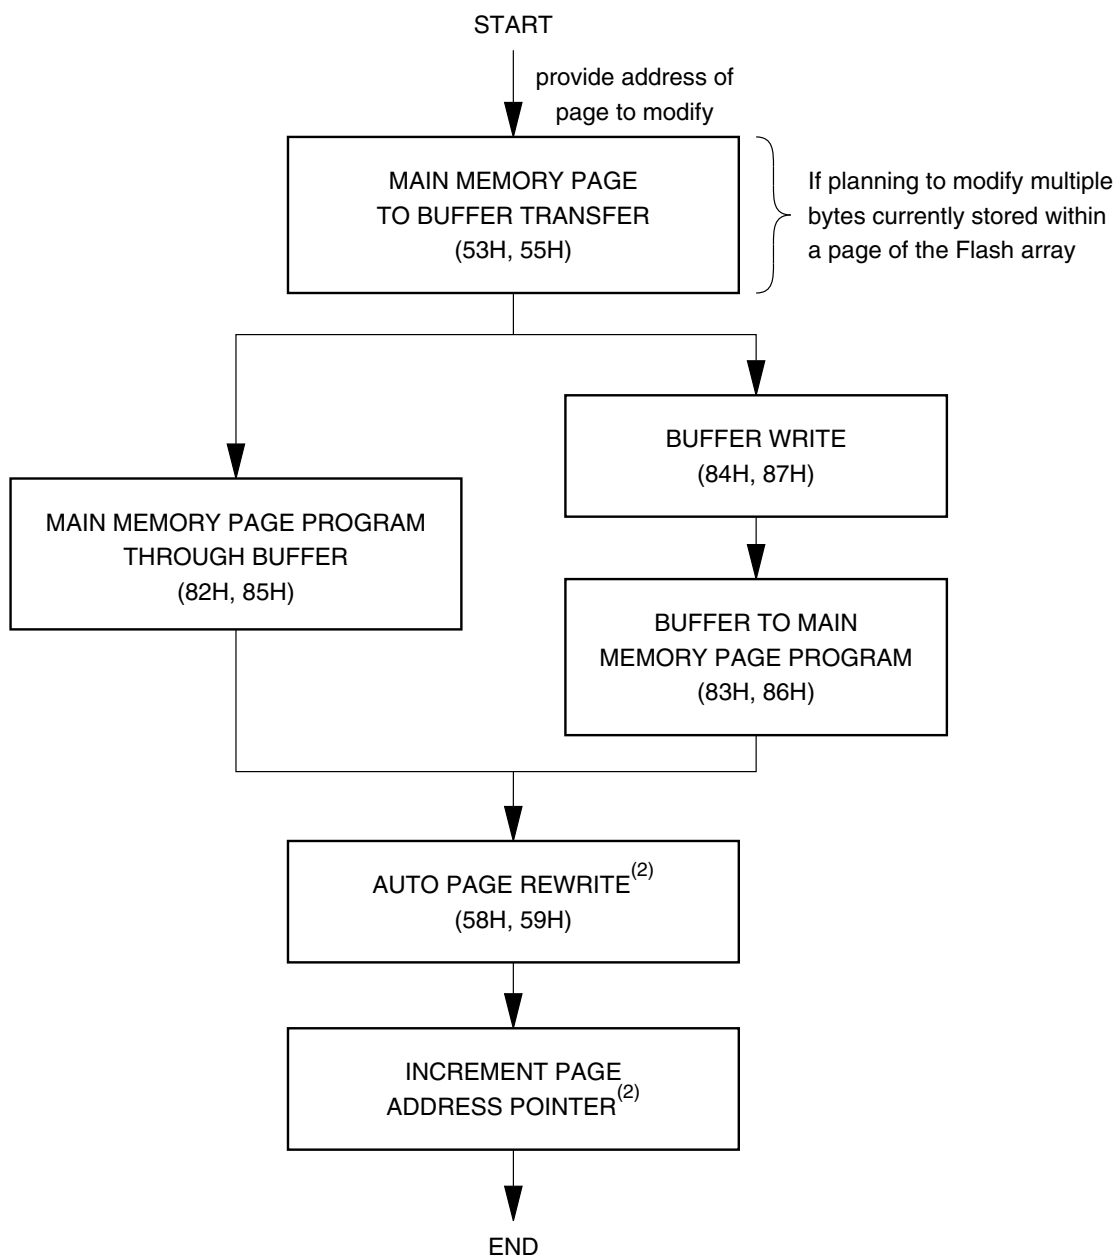 START
provide address of
page to modify
MAIN MEMORY PAGE
TO BUFFER TRANSFER
(53H, 55H)
If planning to modify multiple
bytes currently stored within
a page of the Flash array
BUFFER WRITE
(84H, 87H)
MAIN MEMORY PAGE PROGRAM
THROUGH BUFFER
(82H, 85H)
BUFFER TO MAIN
MEMORY PAGE PROGRAM
(83H, 86H)
AUTO PAGE REWRITE(2)
(58H, 59H)
INCREMENT PAGE
ADDRESS POINTER(2)
END